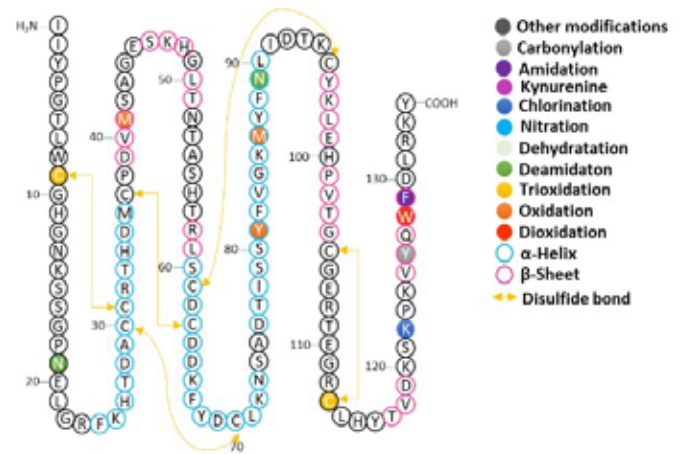 H₂N
I I Y P G T L W C G H G N K S S G P N E L G R F K H T D A C C R T H D M C P D V M S A G E S K H G L T N T A S H T R L S C D C D D K F Y D C L K N S A D T I S S Y F V G K M Y F N L I D T K C Y K L E H P V T G C G E R T E G R C L H Y T V D K S K P K V Y Q W F D L R K Y
COOH
10
20
30
40
50
60
70
80
90
100
110
120
130
Other modifications
Carbonylation
Amidation
Kynurenine
Chlorination
Nitration
Dehydratation
Deamidaton
Trioxidation
Oxidation
Dioxidation
α-Helix
β-Sheet
Disulfide bond